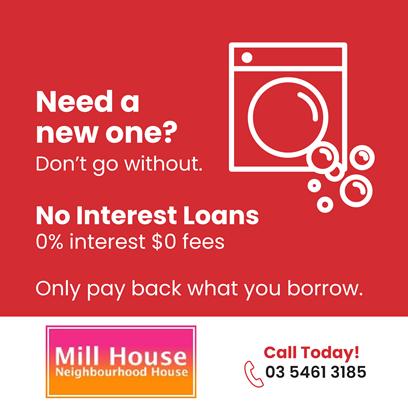 Need a
new one?
Don't go without.
No Interest Loans
0% interest $0 fees
Only pay back what you borrow.
Mill House
Neighbourhood House
Call Today!
03 5461 3185